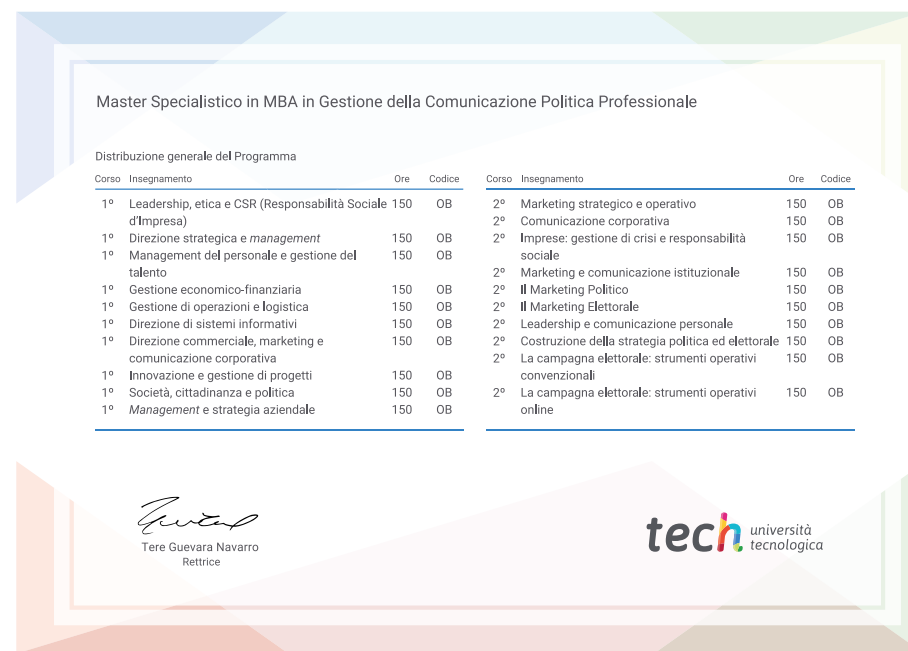 Master Specialistico in MBA in Gestione della Comunicazione Politica Professionale
Distribuzione generale del Programma
Corso Insegnamento Ore Codice
1º Leadership, etica e CSR (Responsabilità Sociale 150 OB
d'Impresa)
1º Direzione strategica e management 150 OB
1º Management del personale e gestione del 150 OB
talento
1º Gestione economico-finanziaria 150 OB
1º Gestione di operazioni e logistica 150 OB
1º Direzione di sistemi informativi 150 OB
1º Direzione commerciale, marketing e 150 OB
comunicazione corporativa
1º Innovazione e gestione di progetti 150 OB
1º Società, cittadinanza e politica 150 OB
1º Management e strategia aziendale 150 OB
Corso Insegnamento Ore Codice
2º Marketing strategico e operativo 150 OB
2º Comunicazione corporativa 150 OB
2º Imprese: gestione di crisi e responsabilità 150 OB
sociale
2º Marketing e comunicazione istituzionale 150 OB
2º Il Marketing Politico 150 OB
2º Il Marketing Elettorale 150 OB
2º Leadership e comunicazione personale 150 OB
2º Costruzione della strategia politica ed elettorale 150 OB
2º La campagna elettorale: strumenti operativi 150 OB
convenzionali
2º La campagna elettorale: strumenti operativi 150 OB
online
Tere Guevara Navarro
Rettrice
tech università
tecnologica